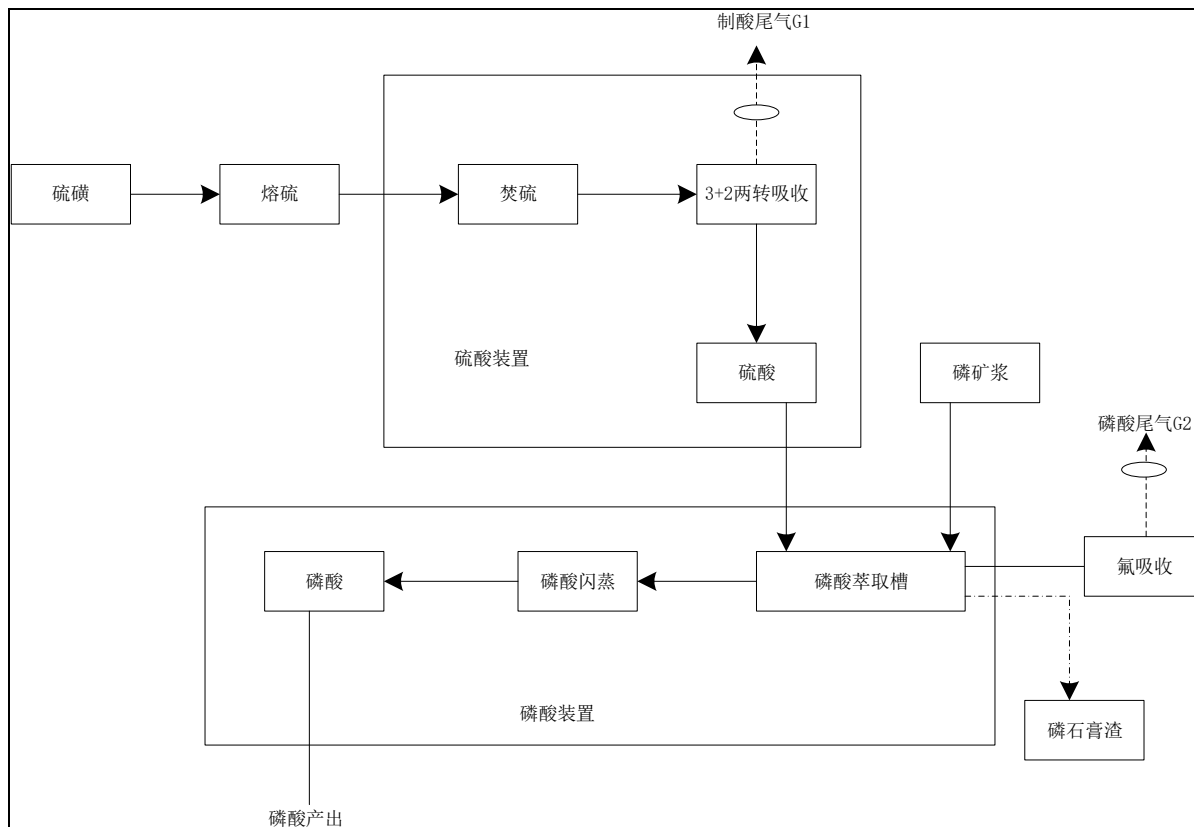 制酸尾气G1
硫磺
熔硫
焚硫
3+2两转吸收
硫酸装置
硫酸
磷矿浆
磷酸尾气G2
磷酸
磷酸闪蒸
磷酸萃取槽
氟吸收
磷酸装置
磷石膏渣
磷酸产出